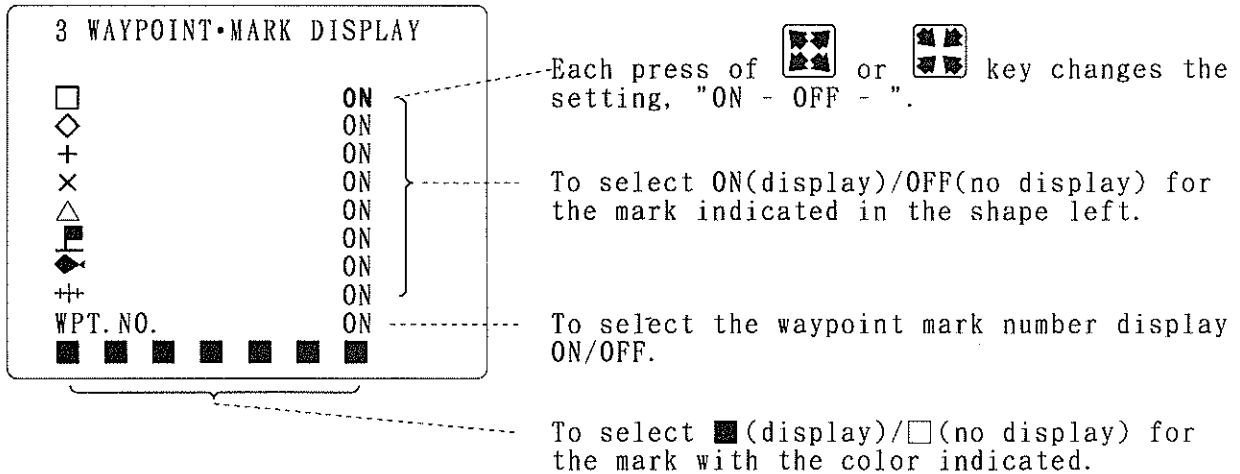 3 WAYPOINT•MARK DISPLAY
ON
ON
ON
ON
ON
ON
ON
ON
WPT.NO. ON
Each press of or key changes the
setting, "ON - OFF - ".
To select ON(display)/OFF(no display) for
the mark indicated in the shape left.
To select the waypoint mark number display
ON/OFF.
To select ■(display)/□(no display) for
the mark with the color indicated.